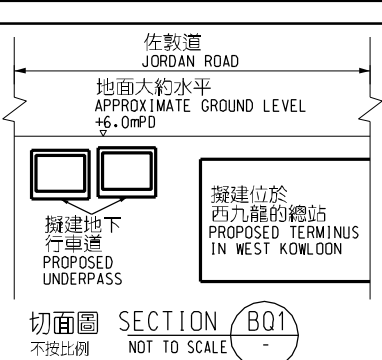 佐敦道
JORDAN ROAD
地面大約水平
APPROXIMATE GROUND LEVEL
+6.0mPD
擬建地下
行車道
PROPOSED
UNDERPASS
擬建位於
西九龍的總站
PROPOSED TERMINUS
IN WEST KOWLOON
切面圖 SECTION BQ1
不按比例 NOT TO SCALE -